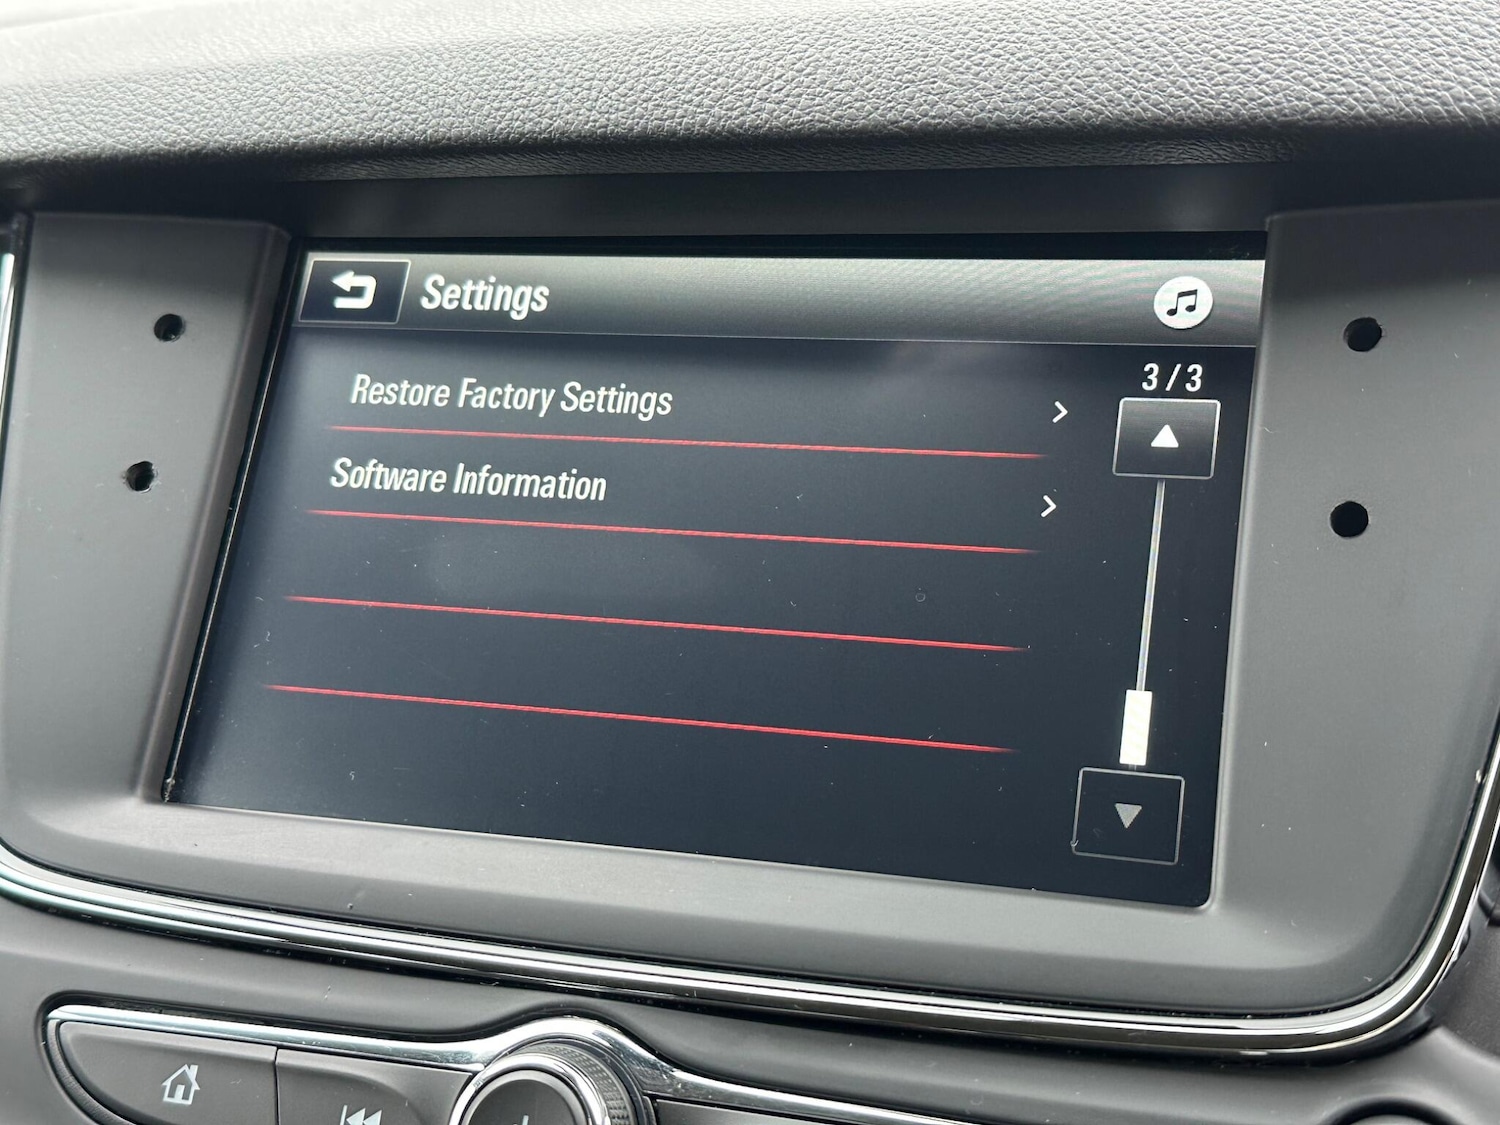 Settings
3/3
Restore Factory Settings
Software Information